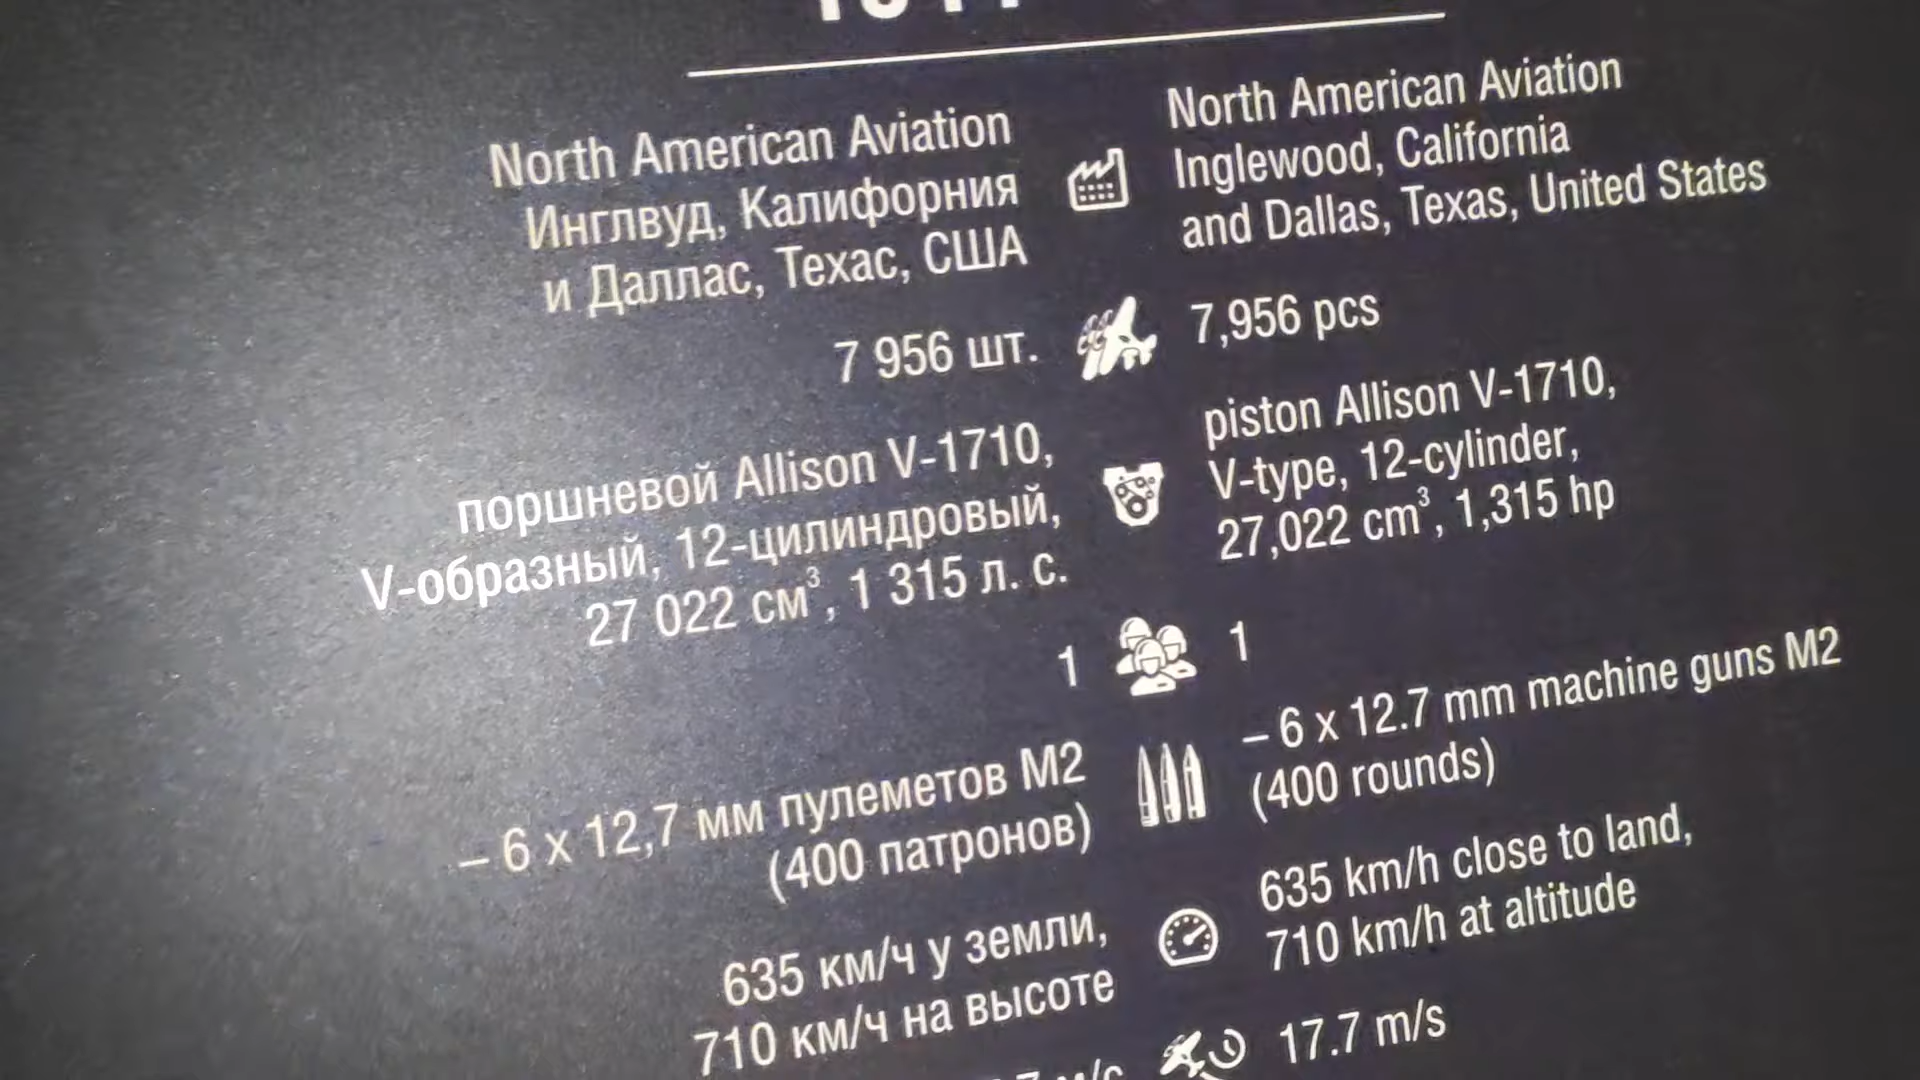 North American Aviation
Инглвуд, Калифорния
и Даллас, Техас, США
North American Aviation
Inglewood, California
and Dallas, Texas, United States
7 956 шт.
7,956 pcs
поршневой Allison V-1710,
V-образный, 12-цилиндровый,
27 022 см³, 1 315 л. с.
piston Allison V-1710,
V-type, 12-cylinder,
27,022 cm³, 1,315 hp
1
1
– 6 x 12,7 мм пулеметов M2
(400 патронов)
– 6 x 12.7 mm machine guns M2
(400 rounds)
635 км/ч у земли,
710 км/ч на высоте
635 km/h close to land,
710 km/h at altitude
17.7 m/s